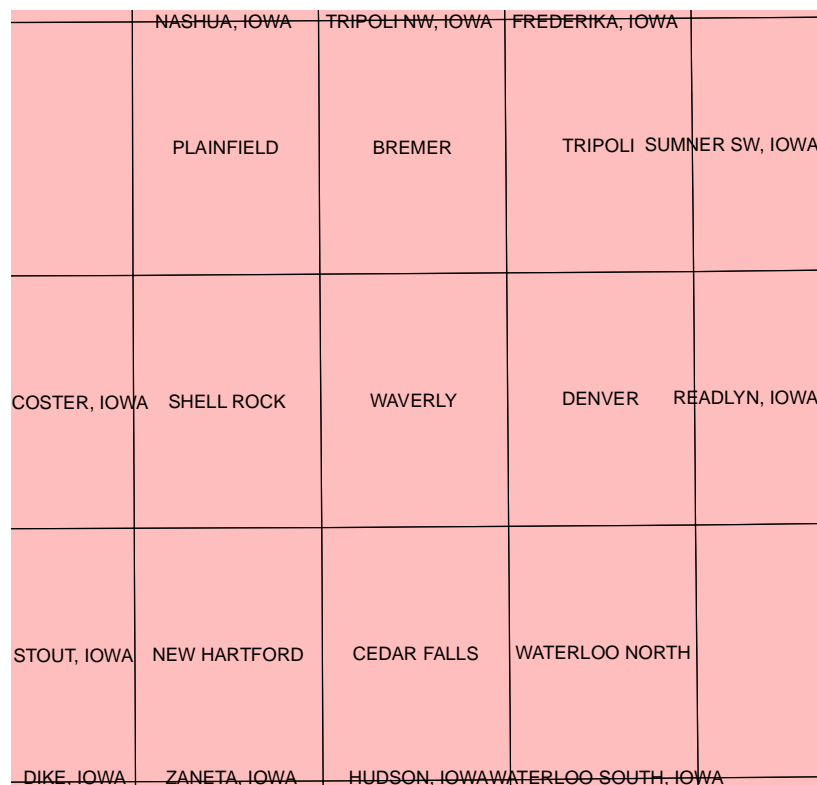 NASHUA, IOWA
TRIPOLI NW, IOWA
FREDERIKA, IOWA
PLAINFIELD
BREMER
TRIPOLI
SUMNER SW, IOWA
COSTER, IOWA
SHELL ROCK
WAVERLY
DENVER
READLYN, IOWA
STOUT, IOWA
NEW HARTFORD
CEDAR FALLS
WATERLOO NORTH
DIKE, IOWA
ZANETA, IOWA
HUDSON, IOWA
WATERLOO SOUTH, IOWA